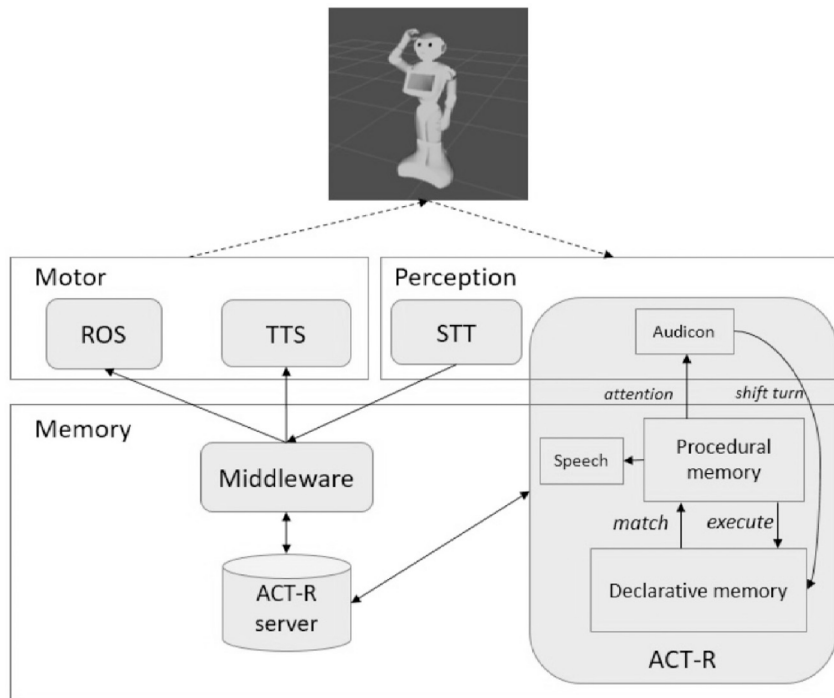 Motor
Perception
ROS
TTS
STT
Audicon
attention
shift turn
Memory
Middleware
Speech
Procedural
memory
match
execute
ACT-R
server
Declarative memory
ACT-R